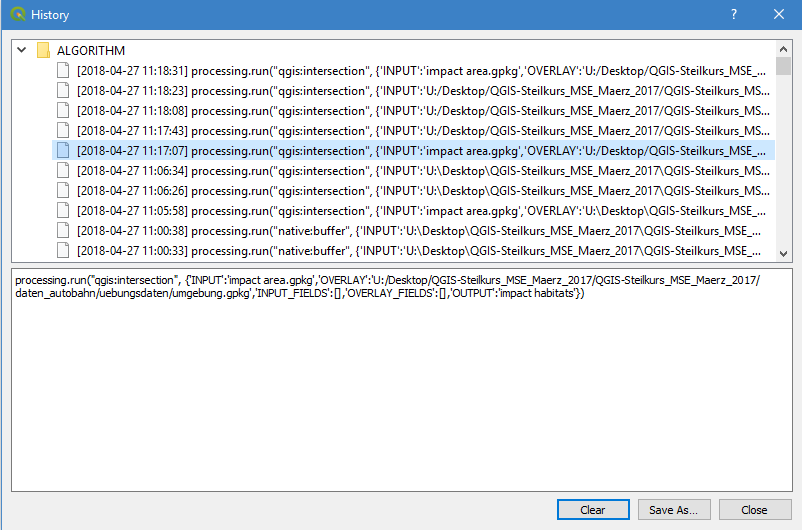 History
?
ALGORITHM
[2018-04-27 11:18:31] processing.run("qgis:intersection", {'INPUT':'impact area.gpkg','OVERLAY':'U:/Desktop/QGIS-Steilkurs_MSE_...
[2018-04-27 11:18:23] processing.run("qgis:intersection", {'INPUT':'U:/Desktop/QGIS-Steilkurs_MSE_Maerz_2017/QGIS-Steilkurs_MS...
[2018-04-27 11:18:08] processing.run("qgis:intersection", {'INPUT':'U:/Desktop/QGIS-Steilkurs_MSE_Maerz_2017/QGIS-Steilkurs_MS...
[2018-04-27 11:17:43] processing.run("qgis:intersection", {'INPUT':'U:/Desktop/QGIS-Steilkurs_MSE_Maerz_2017/QGIS-Steilkurs_MS...
[2018-04-27 11:17:07] processing.run("qgis:intersection", {'INPUT':'impact area.gpkg','OVERLAY':'U:/Desktop/QGIS-Steilkurs_MSE_...
[2018-04-27 11:06:34] processing.run("qgis:intersection", {'INPUT':'U:\Desktop\QGIS-Steilkurs_MSE_Maerz_2017\QGIS-Steilkurs_MS...
[2018-04-27 11:06:26] processing.run("qgis:intersection", {'INPUT':'U:\Desktop\QGIS-Steilkurs_MSE_Maerz_2017\QGIS-Steilkurs_MS...
[2018-04-27 11:05:58] processing.run("qgis:intersection", {'INPUT':'impact area.gpkg','OVERLAY':'U:\Desktop\QGIS-Steilkurs_MSE_...
[2018-04-27 11:00:38] processing.run("native:buffer", {'INPUT':'U:\Desktop\QGIS-Steilkurs_MSE_Maerz_2017\QGIS-Steilkurs_MSE_...
[2018-04-27 11:00:33] processing.run("native:buffer", {'INPUT':'U:\Desktop\QGIS-Steilkurs_MSE_Maerz_2017\QGIS-Steilkurs_MSE_...
processing.run("qgis:intersection", {'INPUT':'impact area.gpkg','OVERLAY':'U:/Desktop/QGIS-Steilkurs_MSE_Maerz_2017/QGIS-Steilkurs_MSE_Maerz_2017/
daten_autobahn/uebungsdaten/umgebung.gpkg','INPUT_FIELDS':[],'OVERLAY_FIELDS':[],'OUTPUT':'impact habitats'})
Clear
Save As...
Close